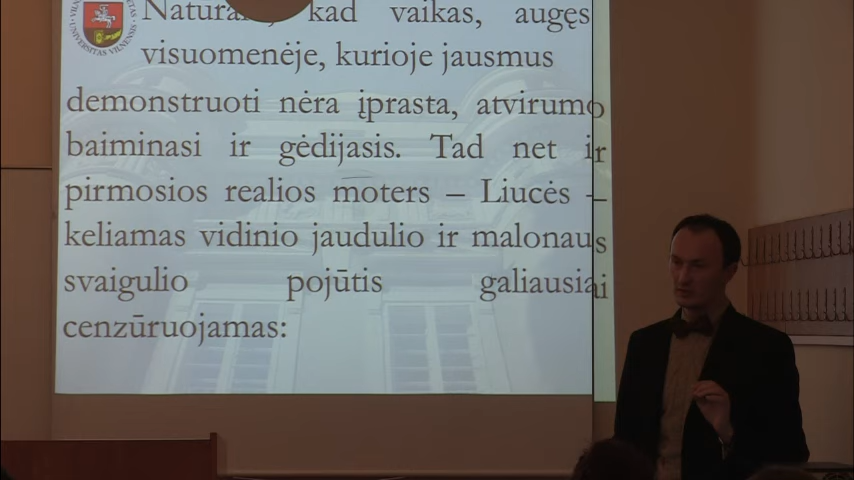 kad vaikas, augęs
visuomenėje, kurioje jausmus
demonstruoti nėra įprasta, atvirumo
baiminasi ir gėdijasis. Tad net ir
pirmosios realios moters – Liucės –
keliamas vidinio jaudulio ir malonaus
svaigulio pojūtis galiausiai
cenzūruojamas: